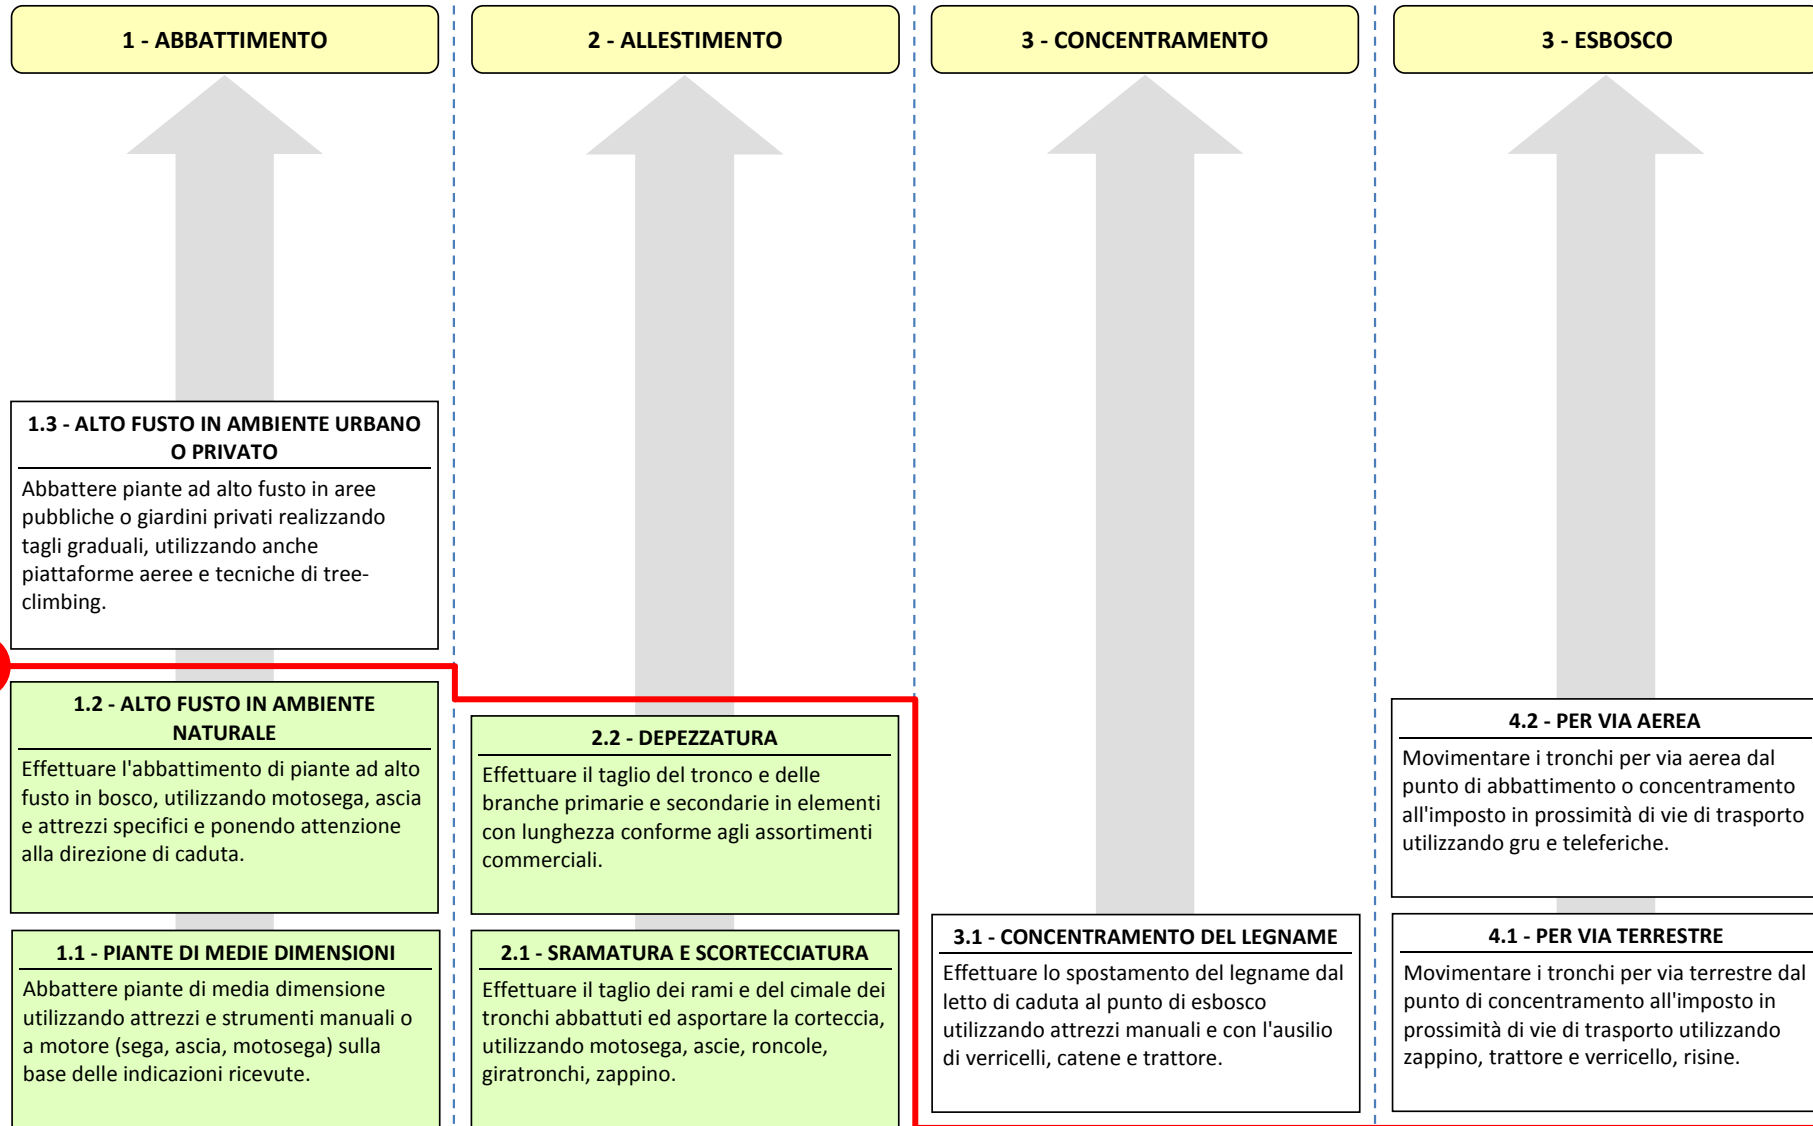 1 - ABBATTIMENTO
2 - ALLESTIMENTO
3 - CONCENTRAMENTO
3 - ESBOSCO
1.3 - ALTO FUSTO IN AMBIENTE URBANO
O PRIVATO
Abbattere piante ad alto fusto in aree
pubbliche o giardini privati realizzando
tagli graduali, utilizzando anche
piattaforme aeree e tecniche di tree-
climbing.
1.2 - ALTO FUSTO IN AMBIENTE
NATURALE
Effettuare l'abbattimento di piante ad alto
fusto in bosco, utilizzando motosega, ascia
e attrezzi specifici e ponendo attenzione
alla direzione di caduta.
1.1 - PIANTE DI MEDIE DIMENSIONI
Abbattere piante di media dimensione
utilizzando attrezzi e strumenti manuali o
a motore (sega, ascia, motosega) sulla
base delle indicazioni ricevute.
2.2 - DEPEZZATURA
Effettuare il taglio del tronco e delle
branche primarie e secondarie in elementi
con lunghezza conforme agli assortimenti
commerciali.
2.1 - SRAMATURA E SCORTECCIATURA
Effettuare il taglio dei rami e del cimale dei
tronchi abbattuti ed asportare la corteccia,
utilizzando motosega, ascie, roncole,
giratronchi, zappino.
3.1 - CONCENTRAMENTO DEL LEGNAME
Effettuare lo spostamento del legname dal
letto di caduta al punto di esbosco
utilizzando attrezzi manuali e con l'ausilio
di verricelli, catene e trattore.
4.2 - PER VIA AEREA
Movimentare i tronchi per via aerea dal
punto di abbattimento o concentramento
all'imposto in prossimità di vie di trasporto
utilizzando gru e teleferiche.
4.1 - PER VIA TERRESTRE
Movimentare i tronchi per via terrestre dal
punto di concentramento all'imposto in
prossimità di vie di trasporto utilizzando
zappino, trattore e verricello, risine.